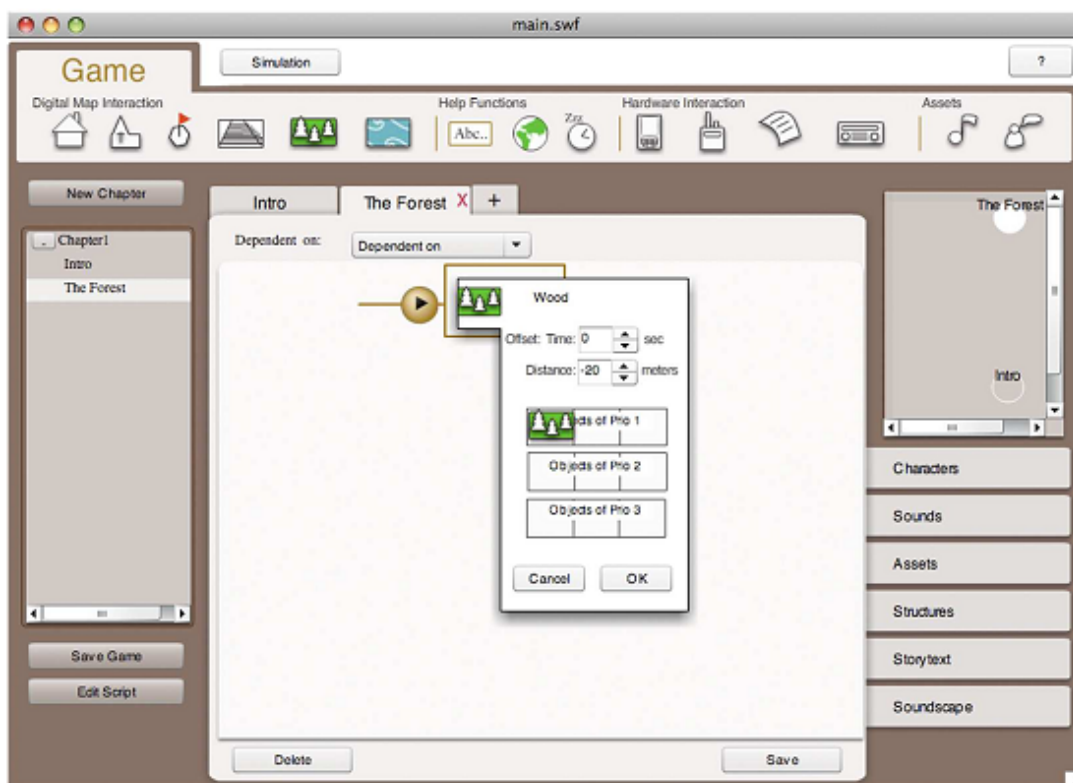 main.swf
Game
Simulation
?
Digital Map Interaction
Help Functions
Hardware Interaction
Assets
Abc..
Zzz
New Chapter
- Chapter1
Intro
The Forest
Save Game
Edit Script
Intro
The Forest X
+
Dependent on:
Dependent on
Wood
Offset: Time: 0 sec
Distance: -20 meters
cts of Prio 1
Objects of Prio 2
Objects of Prio 3
Cancel
OK
Delete
Save
The Forest
Intro
Characters
Sounds
Assets
Structures
Storytext
Soundscape